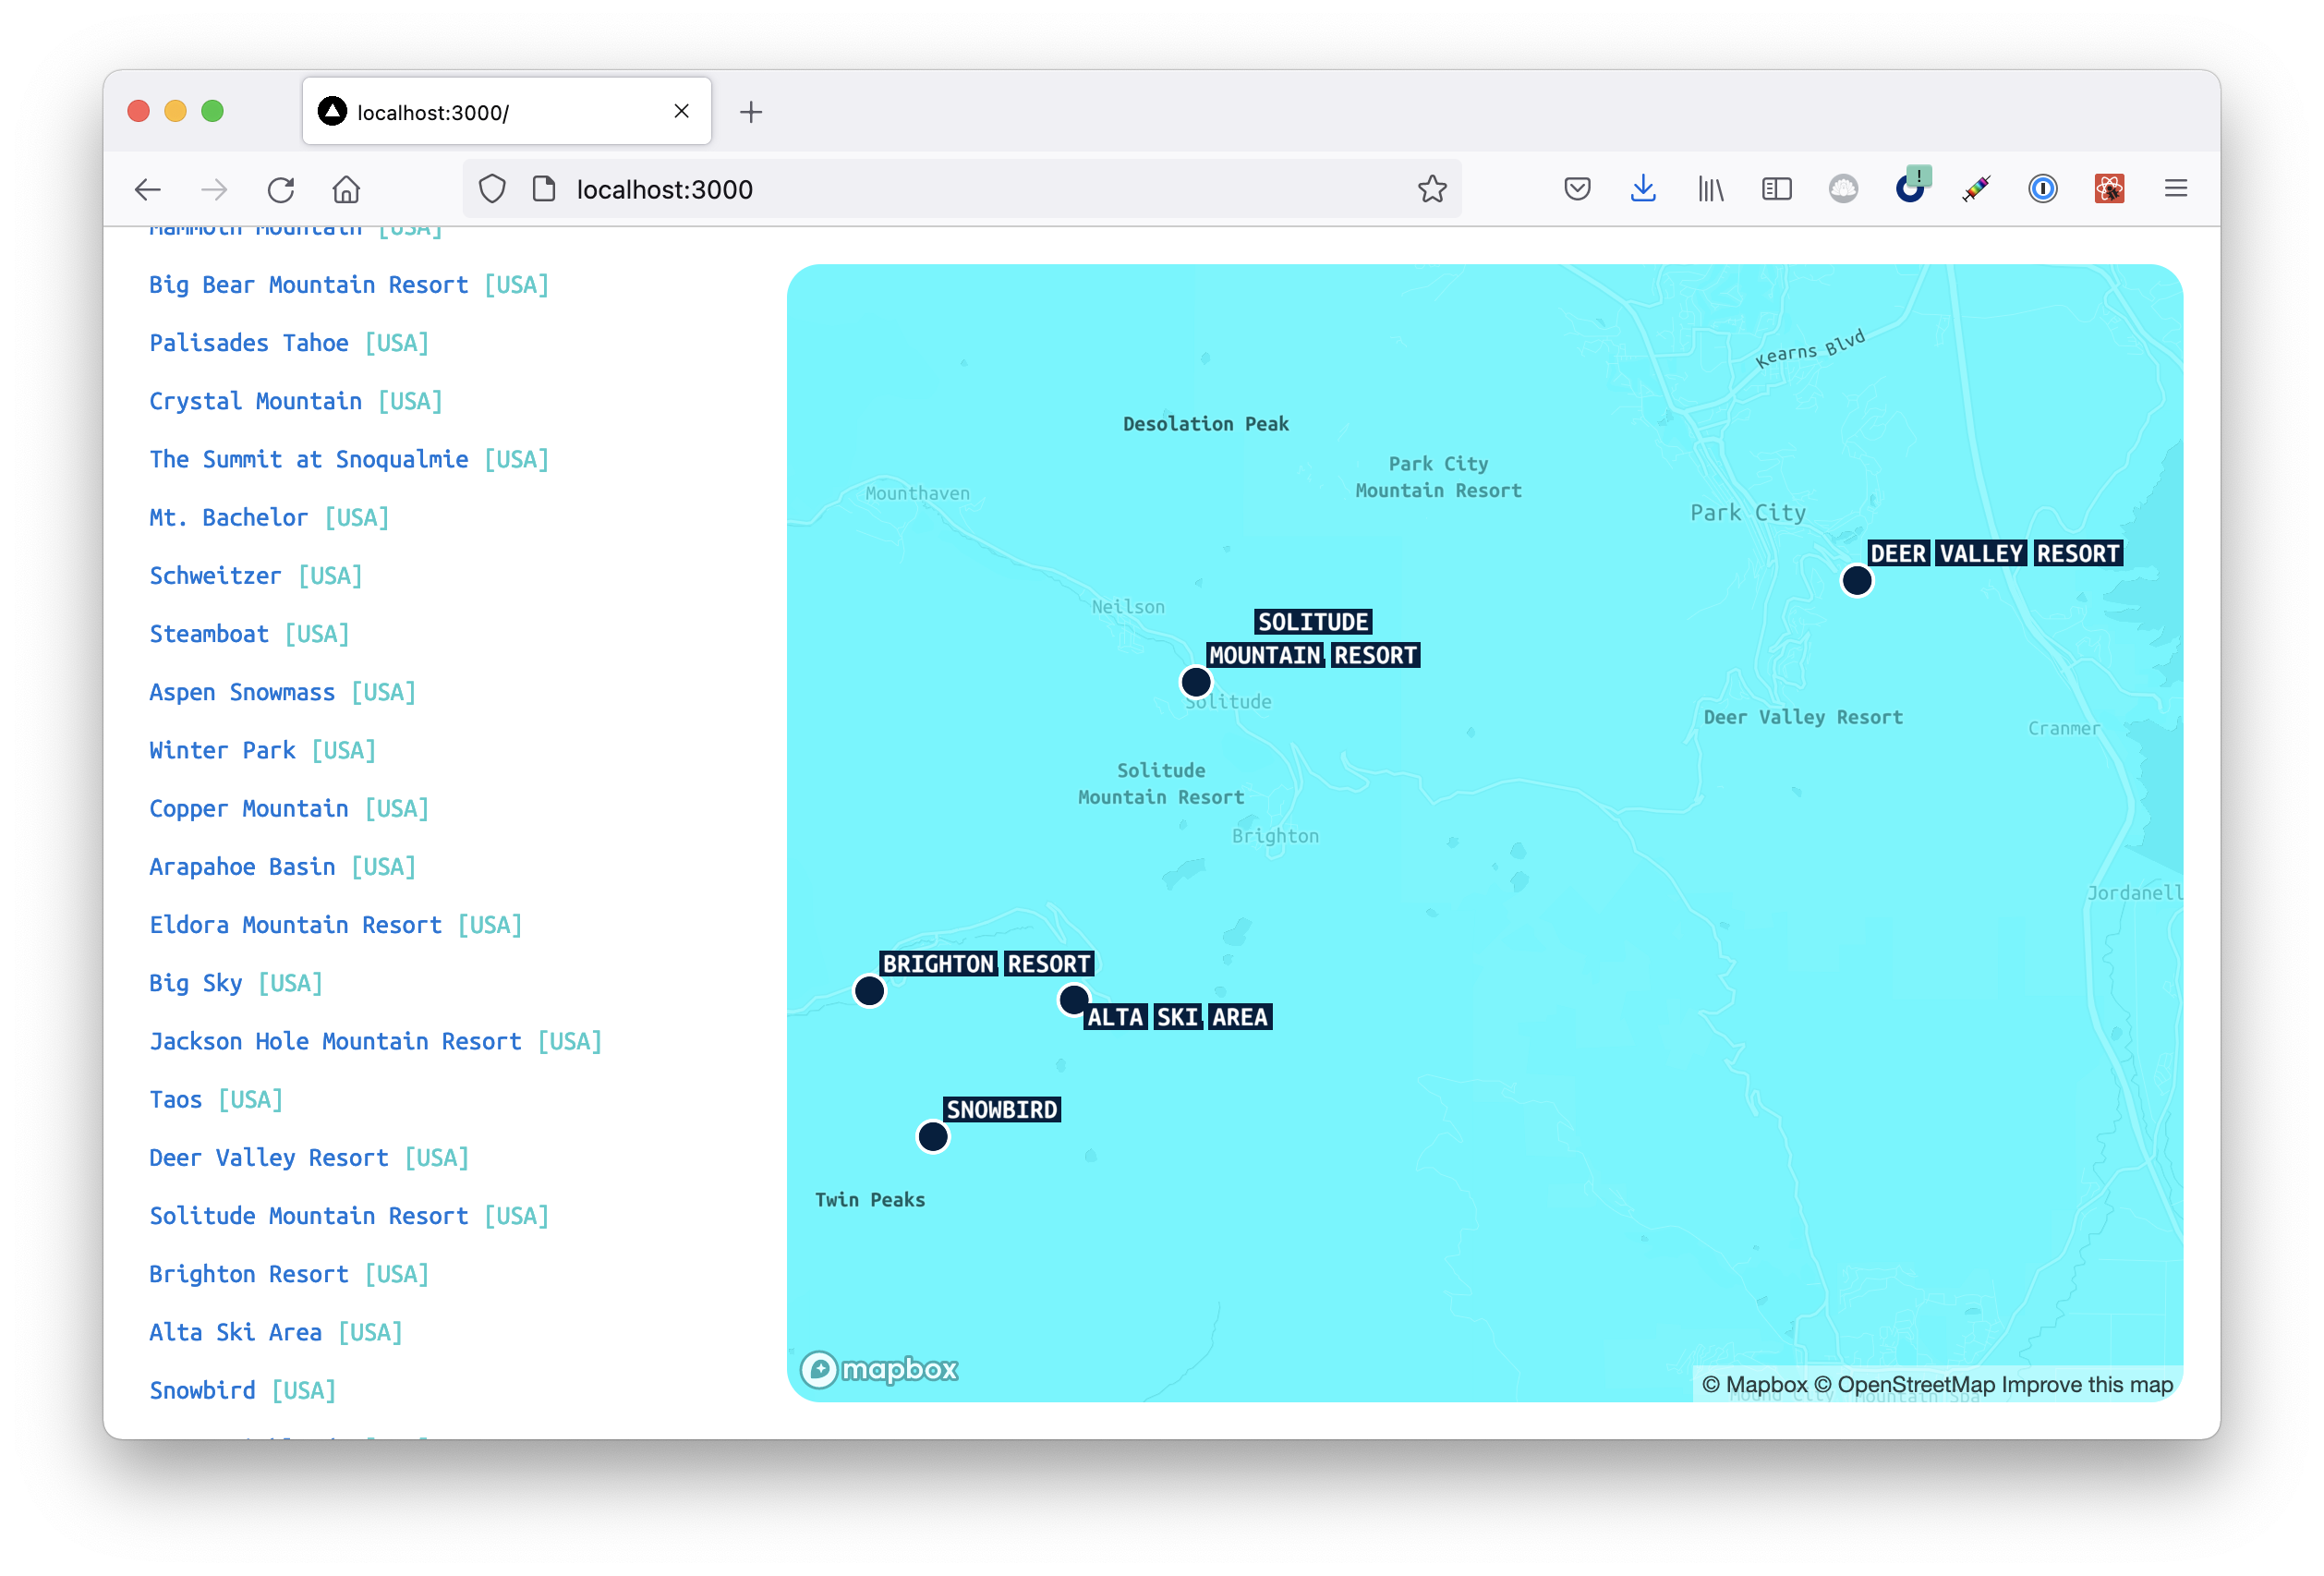 localhost:3000/
localhost:3000
!
Mammoth Mountain [USA]
Big Bear Mountain Resort [USA]
Palisades Tahoe [USA]
Crystal Mountain [USA]
The Summit at Snoqualmie [USA]
Mt. Bachelor [USA]
Schweitzer [USA]
Steamboat [USA]
Aspen Snowmass [USA]
Winter Park [USA]
Copper Mountain [USA]
Arapahoe Basin [USA]
Eldora Mountain Resort [USA]
Big Sky [USA]
Jackson Hole Mountain Resort [USA]
Taos [USA]
Deer Valley Resort [USA]
Solitude Mountain Resort [USA]
Brighton Resort [USA]
Alta Ski Area [USA]
Snowbird [USA]
Kearns Blvd
Desolation Peak
Park City
Mountain Resort
Mounthaven
Park City
DEER VALLEY RESORT
Neilson
SOLITUDE
MOUNTAIN RESORT
Solitude
Deer Valley Resort
Cranmer
Solitude
Mountain Resort
Brighton
Jordanell
BRIGHTON RESORT
ALTA SKI AREA
SNOWBIRD
Twin Peaks
mapbox
© Mapbox © OpenStreetMap Improve this map
Mountain Spa